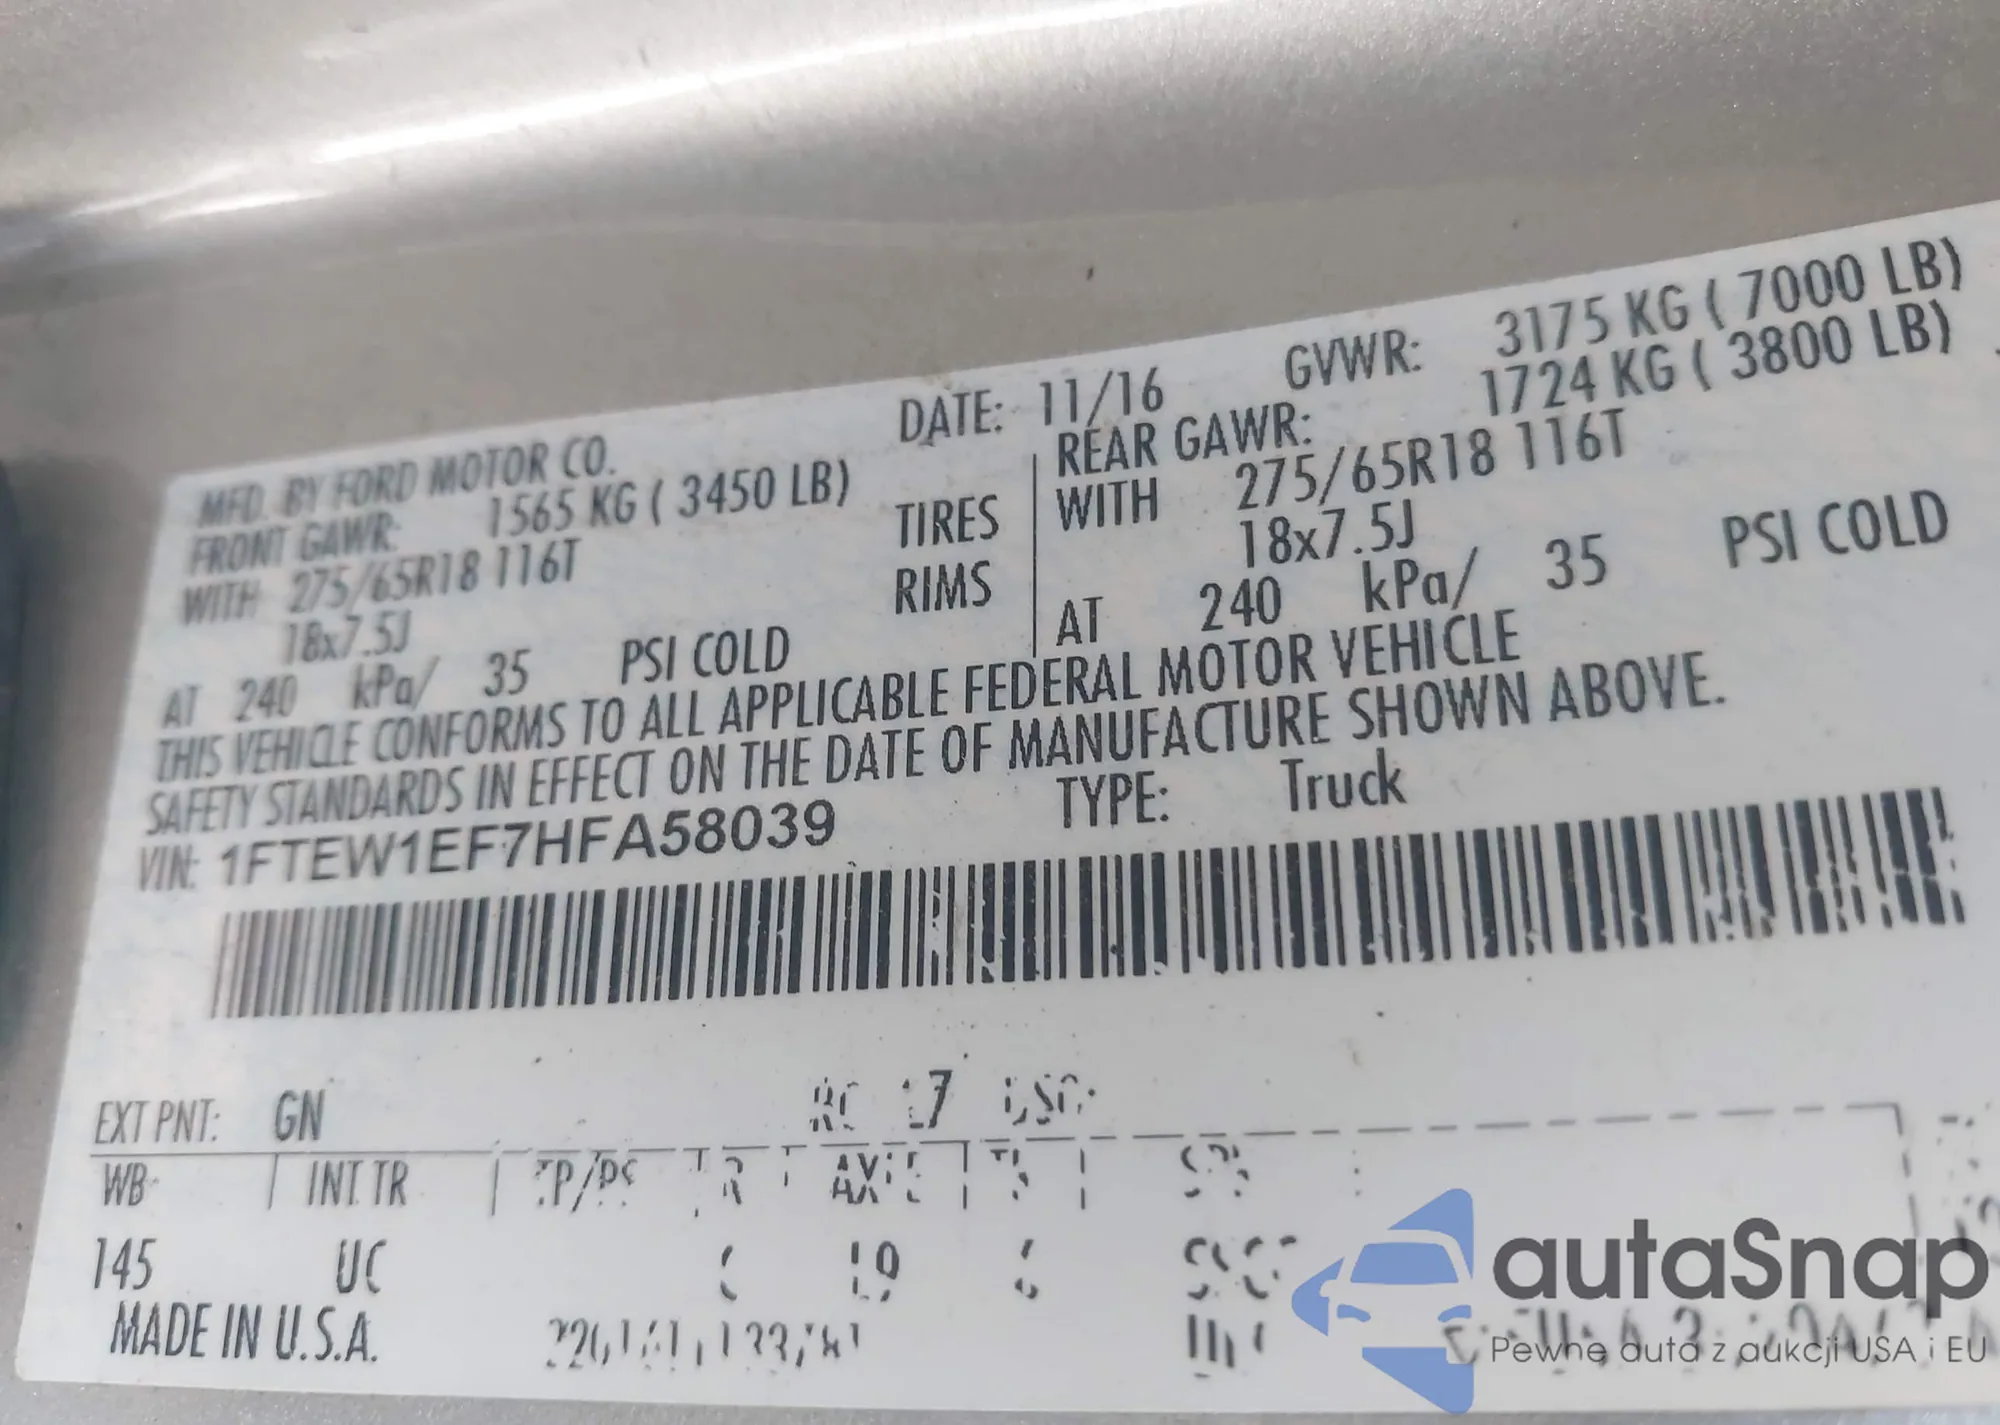 MFD. BY FORD MOTOR CO. DATE: 11/16 GVWR: 3175 KG ( 7000 LB)
FRONT GAWR: 1565 KG ( 3450 LB) REAR GAWR: 1724 KG ( 3800 LB)
WITH 275/65R18 116T TIRES WITH 275/65R18 116T
18x7.5J RIMS 18x7.5J
AT 240 kPa/ 35 PSI COLD AT 240 kPa/ 35 PSI COLD
THIS VEHICLE CONFORMS TO ALL APPLICABLE FEDERAL MOTOR VEHICLE
SAFETY STANDARDS IN EFFECT ON THE DATE OF MANUFACTURE SHOWN ABOVE.
VIN: 1FTEW1EF7HFA58039 TYPE: Truck
EXT PNT: GN
WB INT TR TP/PS R AXLE
145 UC L9
MADE IN U.S.A.
autaSnap
Pewne auta z aukcji USA i EU